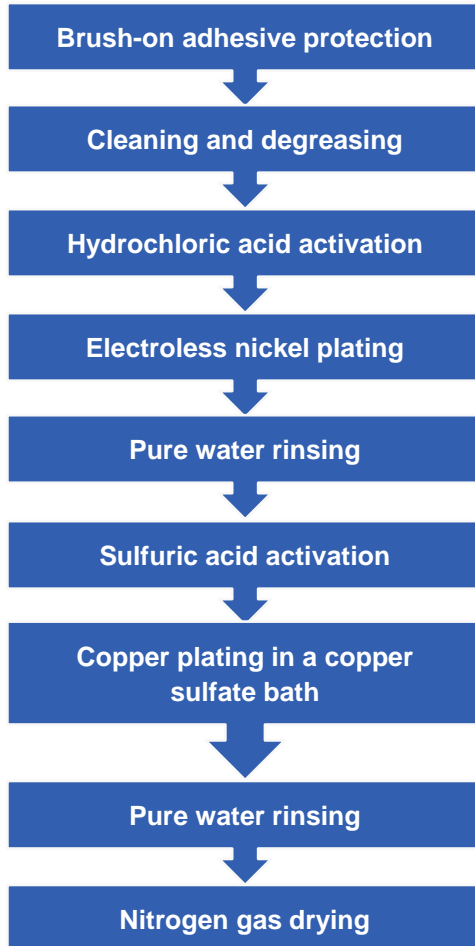 Brush-on adhesive protection
Cleaning and degreasing
Hydrochloric acid activation
Electroless nickel plating
Pure water rinsing
Sulfuric acid activation
Copper plating in a copper
sulfate bath
Pure water rinsing
Nitrogen gas drying